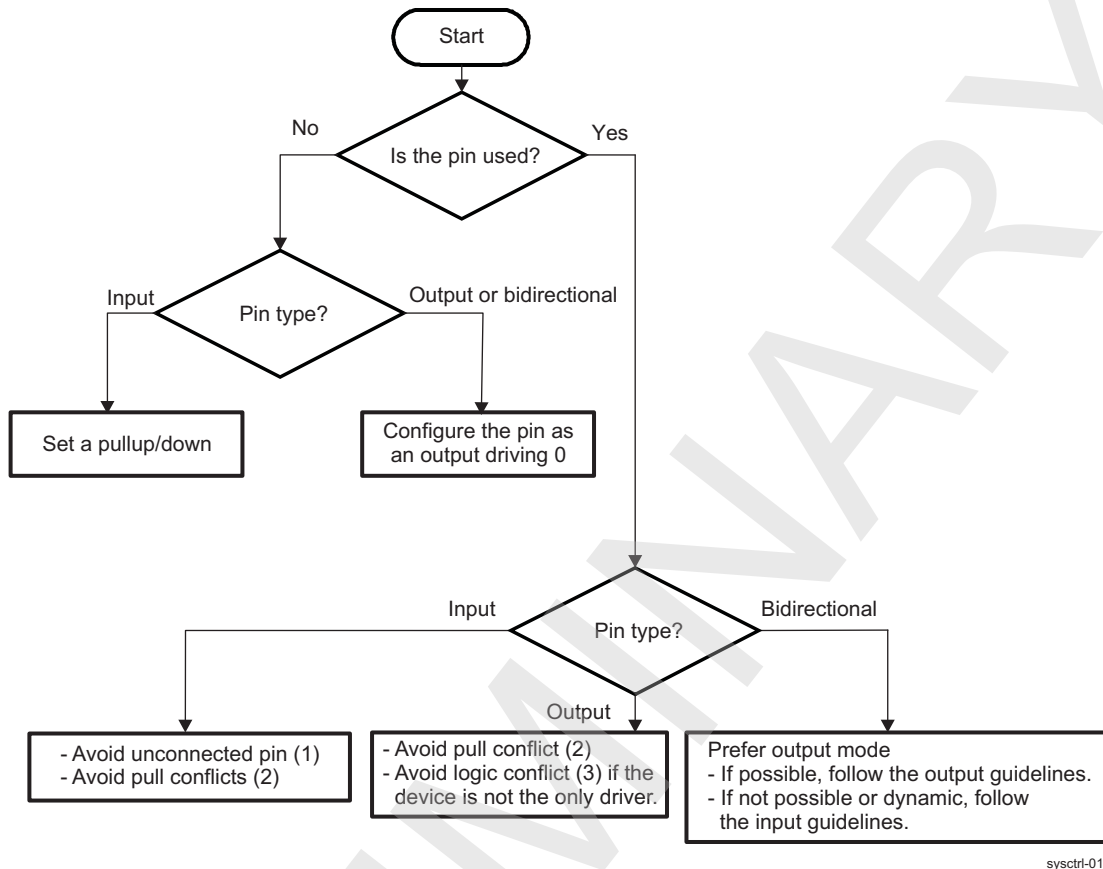 Start
No
Yes
Is the pin used?
Input
Pin type?
Output or bidirectional
Set a pullup/down
Configure the pin as
an output driving 0
Input
Pin type?
Bidirectional
Output
- Avoid unconnected pin (1)
- Avoid pull conflicts (2)
- Avoid pull conflict (2)
- Avoid logic conflict (3) if the
device is not the only driver.
Prefer output mode
- If possible, follow the output guidelines.
- If not possible or dynamic, follow
the input guidelines.
sysctrl-01
MINARY